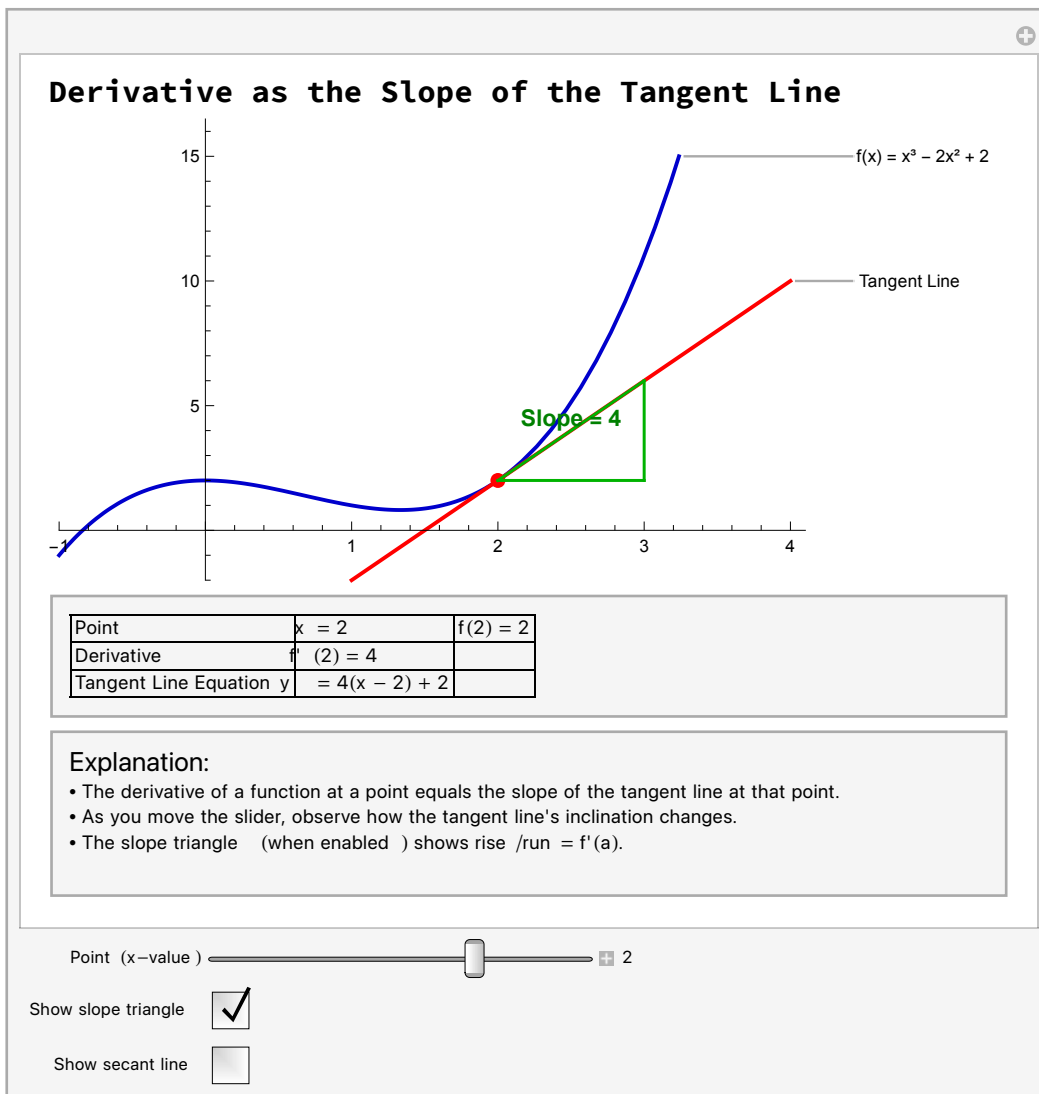 Derivative as the Slope of the Tangent Line
15
f(x) = x³ − 2x² + 2
10
Tangent Line
5
Slope = 4
−1 1 2 3 4
Point x = 2 f(2) = 2
Derivative f' (2) = 4
Tangent Line Equation y = 4(x − 2) + 2
Explanation:
• The derivative of a function at a point equals the slope of the tangent line at that point.
• As you move the slider, observe how the tangent line's inclination changes.
• The slope triangle (when enabled ) shows rise /run = f'(a).
Point (x−value ) 2
Show slope triangle
Show secant line